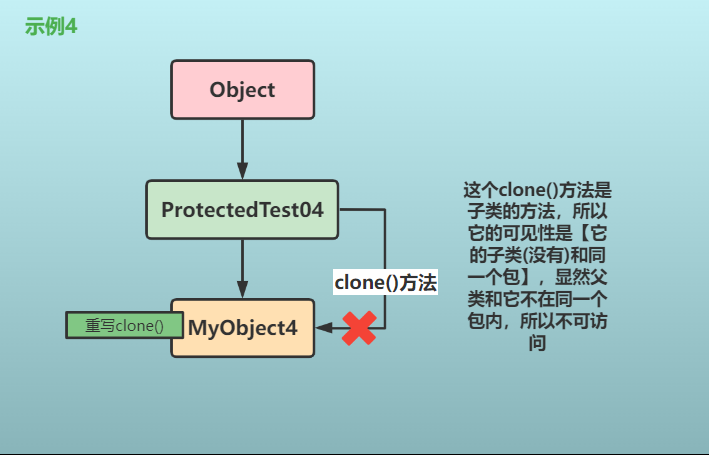 示例4
Object
ProtectedTest04
clone()方法
重写clone()
MyObject4
这个clone()方法是
子类的方法，所以
它的可见性是【它
的子类(没有)和同
一个包】，显然父
类和它不在同一个
包内，所以不可访
问